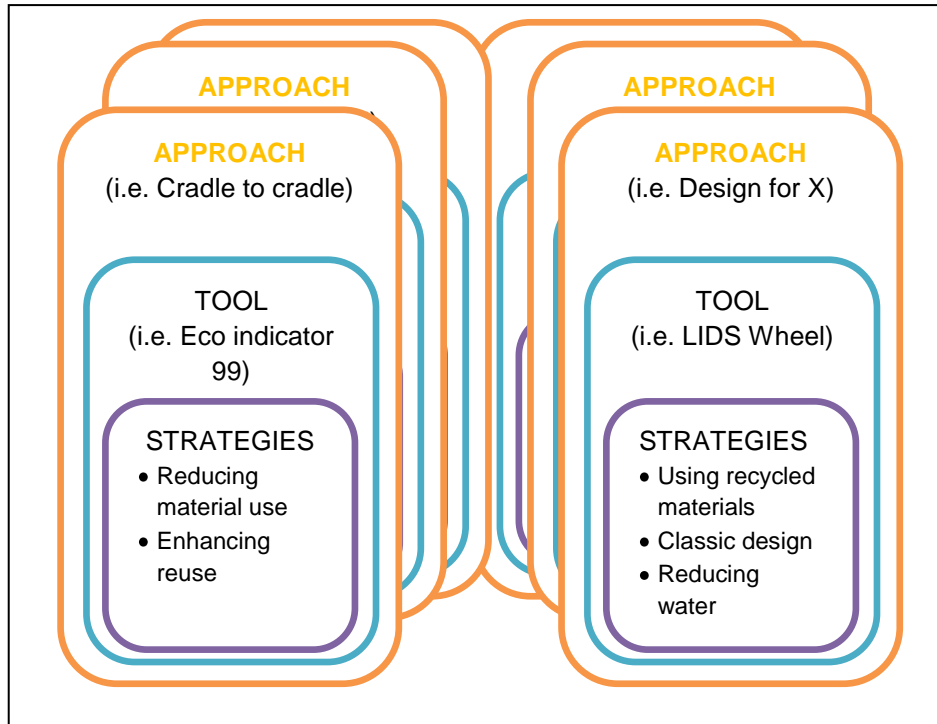 APPROACH
APPROACH
APPROACH
(i.e. Cradle to cradle)
TOOL
(i.e. Eco indicator
99)
STRATEGIES
• Reducing
material use
• Enhancing
reuse
APPROACH
(i.e. Design for X)
TOOL
(i.e. LIDS Wheel)
STRATEGIES
• Using recycled
materials
• Classic design
• Reducing
water